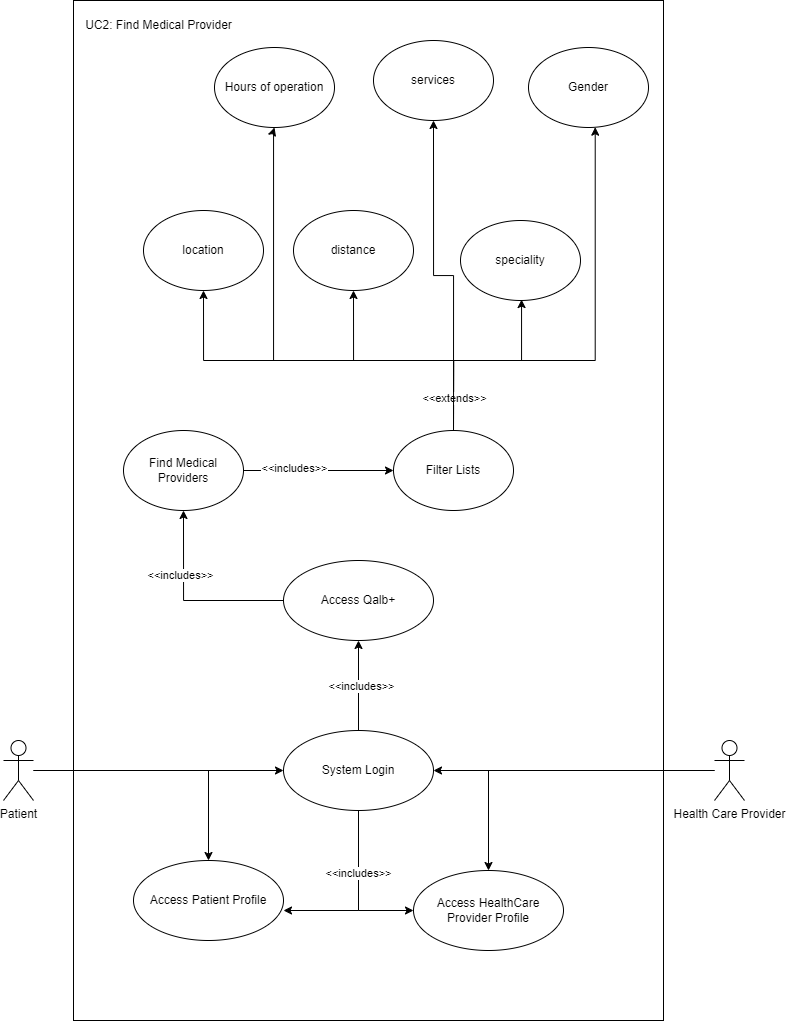 UC2: Find Medical Provider
Hours of operation
services
Gender
location
distance
speciality
<<extends>>
Find Medical
Providers
<<includes>>
Filter Lists
<<includes>>
Access Qalb+
<<includes>>
System Login
Patient
Health Care Provider
<<includes>>
Access Patient Profile
Access HealthCare
Provider Profile